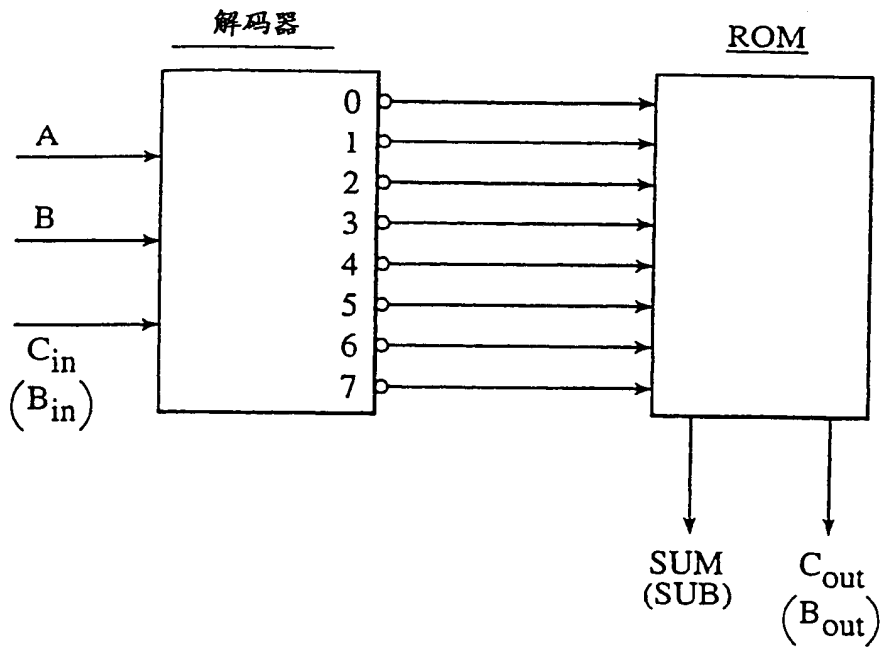 解码器
ROM
A
B
C_in
(B_in)
0
1
2
3
4
5
6
7
SUM
(SUB)
C_out
(B_out)